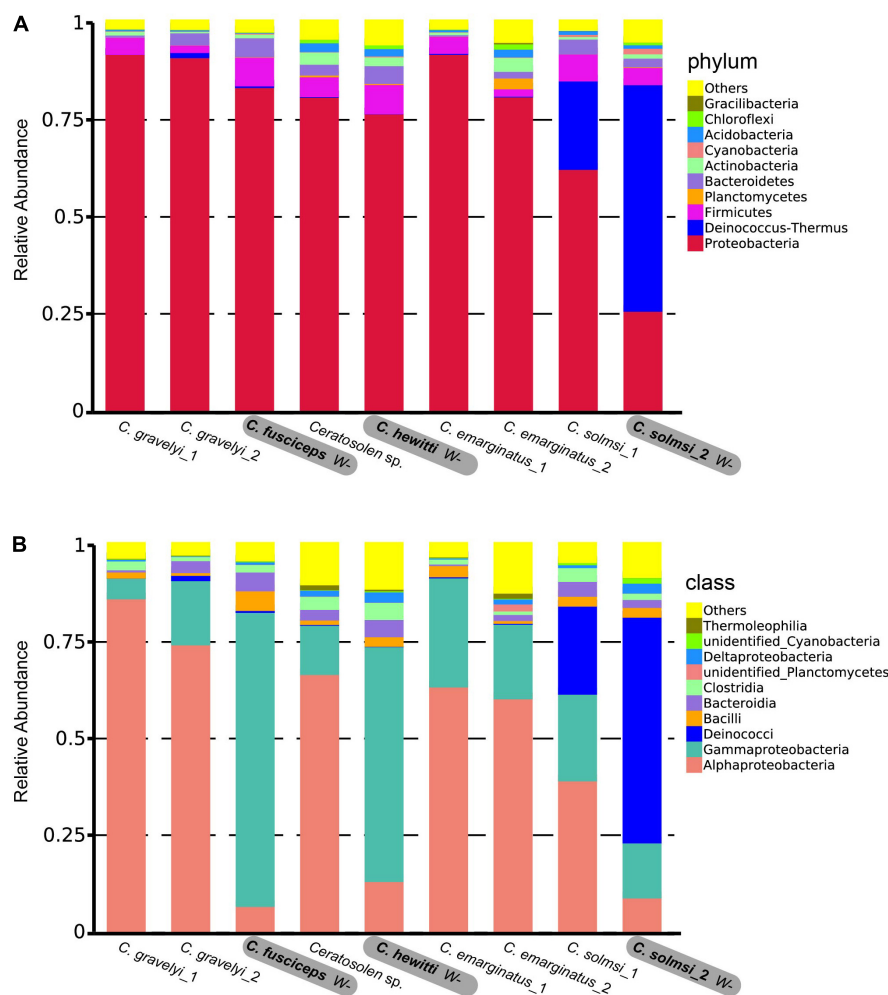 A
Relative Abundance
1
0.75
0.5
0.25
0
C. gravelyi_1
C. gravelyi_2
C. fusciceps W-
Ceratosolen sp.
C. hewitti W-
C. emarginatus_1
C. emarginatus_2
C. solmsi_1
C. solmsi_2 W-
phylum
Others
Gracilibacteria
Chloroflexi
Acidobacteria
Cyanobacteria
Actinobacteria
Bacteroidetes
Planctomycetes
Firmicutes
Deinococcus-Thermus
Proteobacteria
B
Relative Abundance
1
0.75
0.5
0.25
0
C. gravelyi_1
C. gravelyi_2
C. fusciceps W-
Ceratosolen sp.
C. hewitti W-
C. emarginatus_1
C. emarginatus_2
C. solmsi_1
C. solmsi_2 W-
class
Others
Thermoleophilia
unidentified_Cyanobacteria
Deltaproteobacteria
unidentified_Planctomycetes
Clostridia
Bacteroidia
Bacilli
Deinococci
Gammaproteobacteria
Alphaproteobacteria